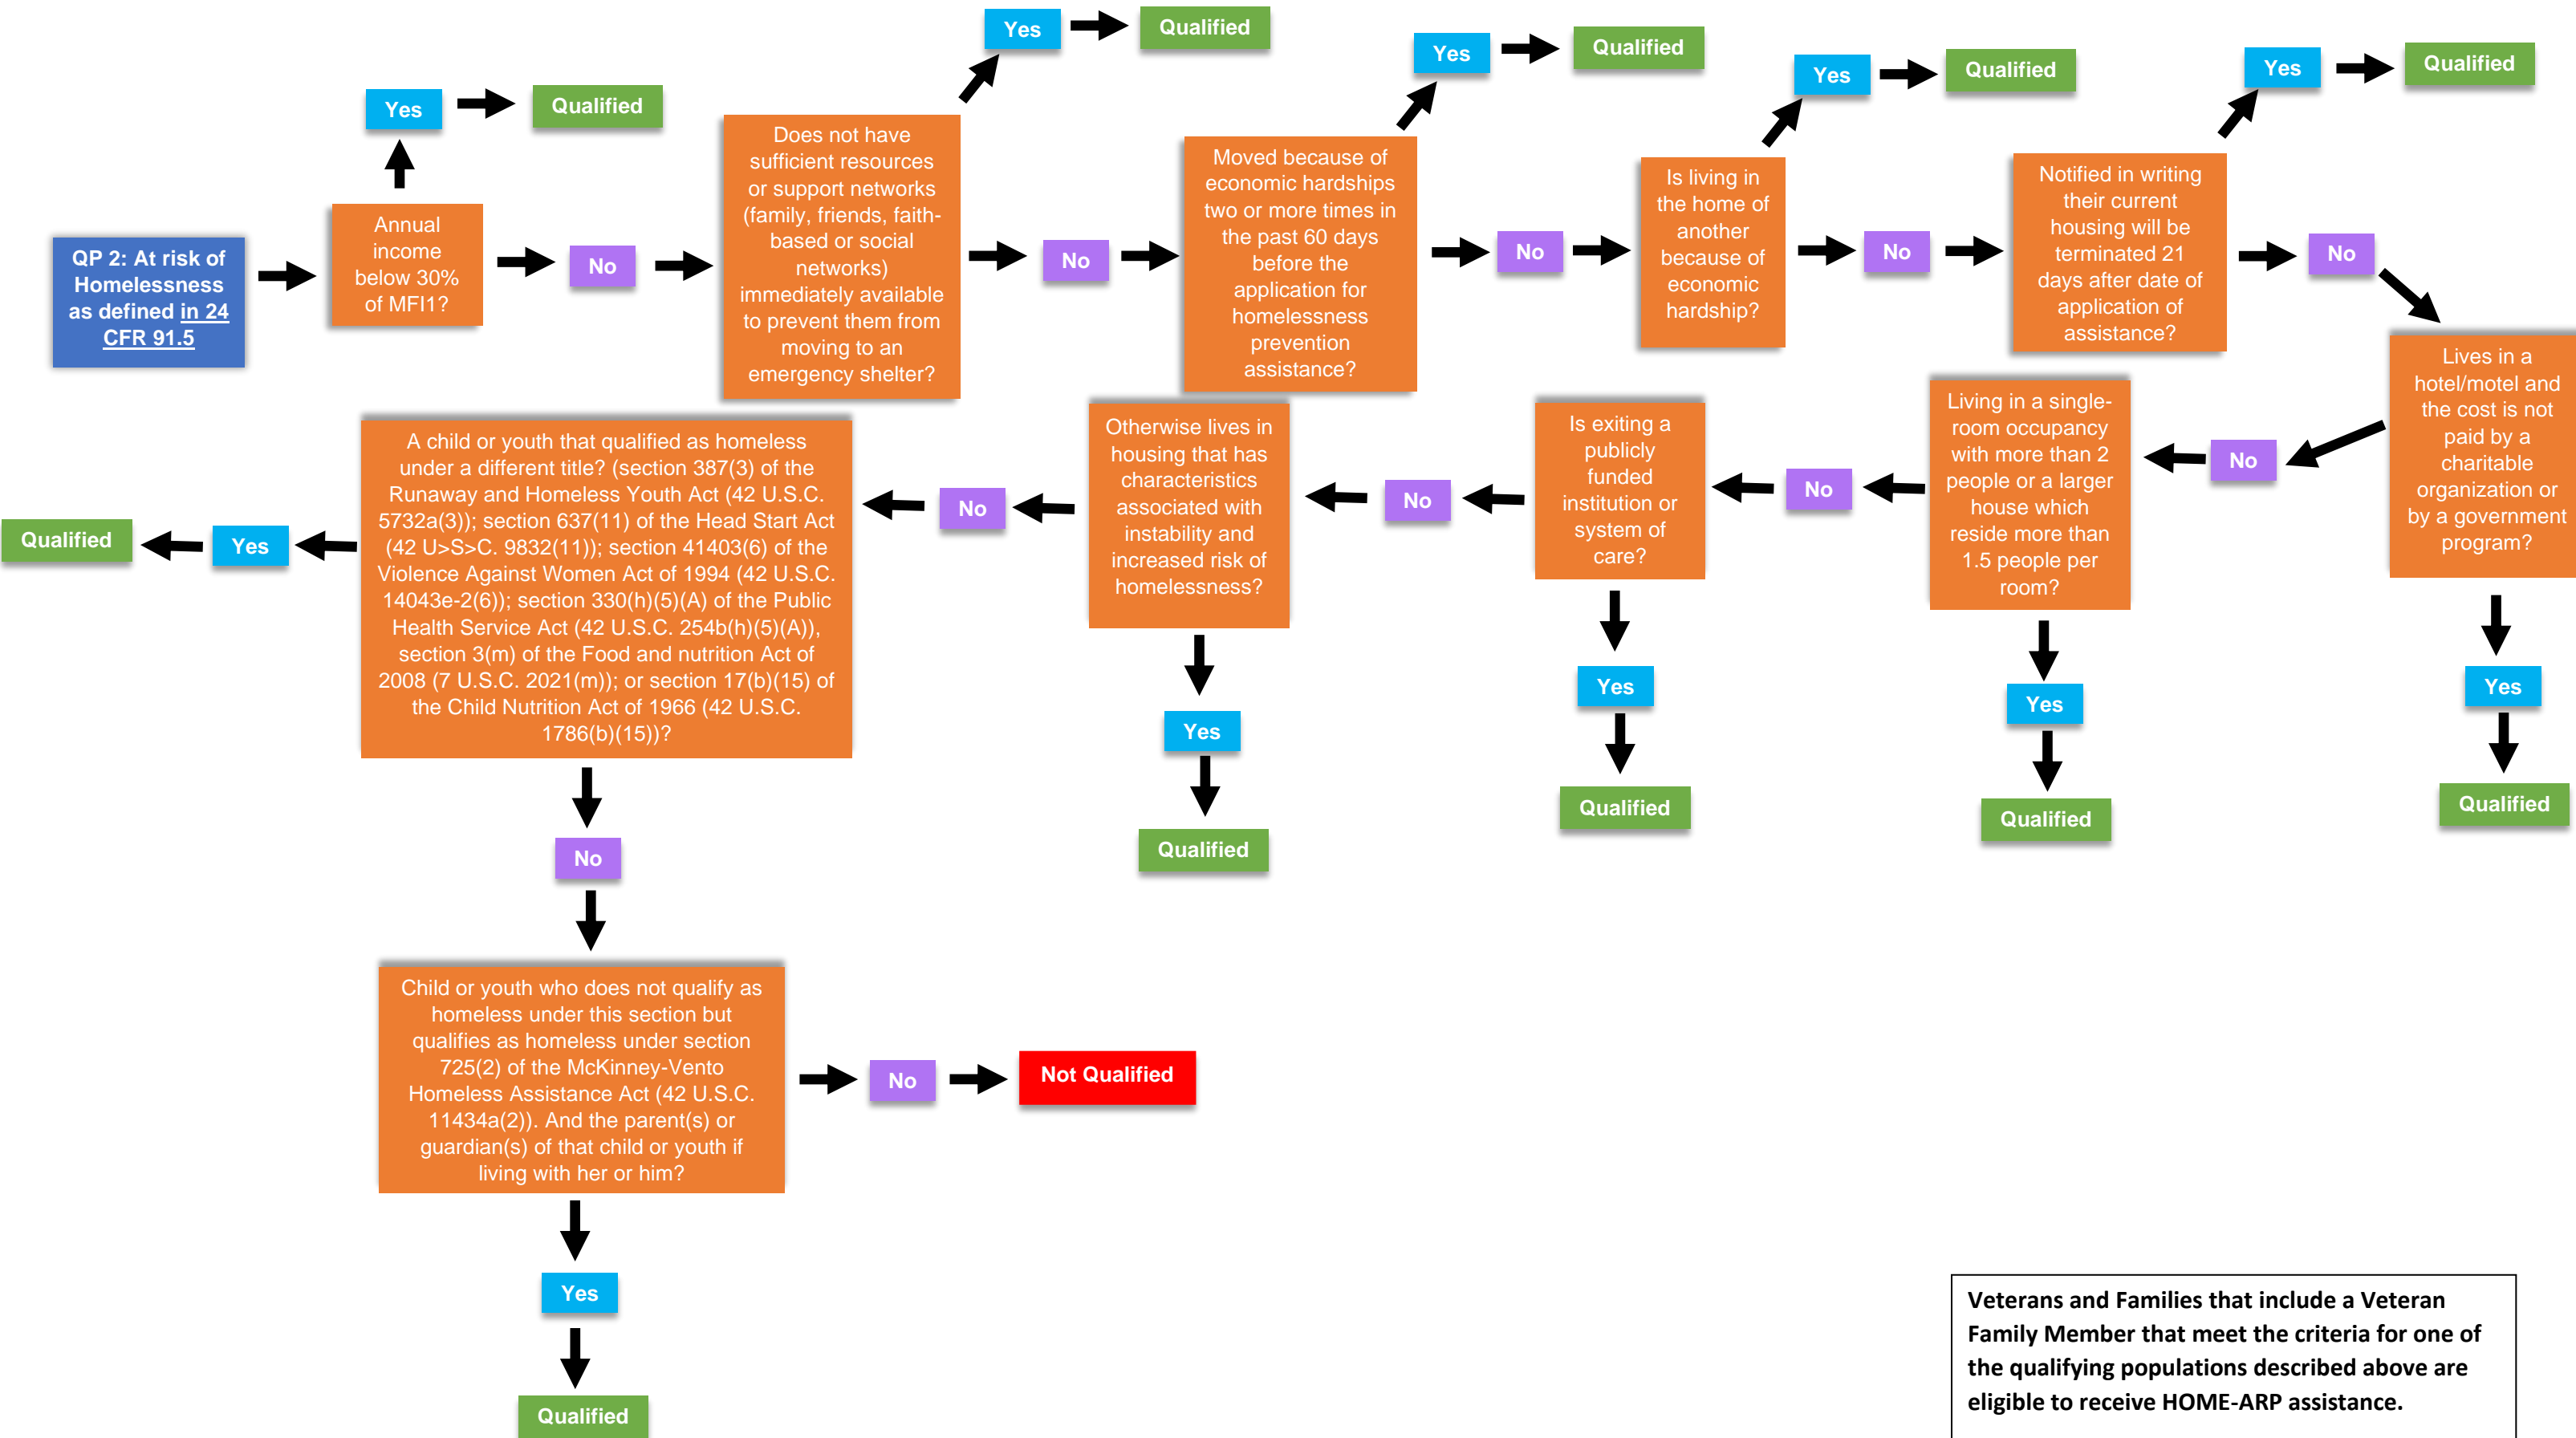 QP 2: At risk of
Homelessness
as defined in 24
CFR 91.5
Annual
income
below 30%
of MFI1?
Yes
Qualified
No
Does not have
sufficient resources
or support networks
(family, friends, faith-
based or social
networks)
immediately available
to prevent them from
moving to an
emergency shelter?
Yes
Qualified
No
Moved because of
economic hardships
two or more times in
the past 60 days
before the
application for
homelessness
prevention
assistance?
Yes
Qualified
No
Is living in
the home of
another
because of
economic
hardship?
Yes
Qualified
No
Notified in writing
their current
housing will be
terminated 21
days after date of
application of
assistance?
Yes
Qualified
No
Lives in a
hotel/motel and
the cost is not
paid by a
charitable
organization or
by a government
program?
Yes
Qualified
No
Living in a single-
room occupancy
with more than 2
people or a larger
house which
reside more than
1.5 people per
room?
Yes
Qualified
No
Is exiting a
publicly
funded
institution or
system of
care?
Yes
Qualified
No
Otherwise lives in
housing that has
characteristics
associated with
instability and
increased risk of
homelessness?
Yes
Qualified
No
A child or youth that qualified as homeless
under a different title? (section 387(3) of the
Runaway and Homeless Youth Act (42 U.S.C.
5732a(3)); section 637(11) of the Head Start Act
(42 U>S>C. 9832(11)); section 41403(6) of the
Violence Against Women Act of 1994 (42 U.S.C.
14043e-2(6)); section 330(h)(5)(A) of the Public
Health Service Act (42 U.S.C. 254b(h)(5)(A)),
section 3(m) of the Food and nutrition Act of
2008 (7 U.S.C. 2021(m)); or section 17(b)(15) of
the Child Nutrition Act of 1966 (42 U.S.C.
1786(b)(15))?
Yes
Qualified
No
Child or youth who does not qualify as
homeless under this section but
qualifies as homeless under section
725(2) of the McKinney-Vento
Homeless Assistance Act (42 U.S.C.
11434a(2)). And the parent(s) or
guardian(s) of that child or youth if
living with her or him?
No
Not Qualified
Yes
Qualified
Veterans and Families that include a Veteran
Family Member that meet the criteria for one of
the qualifying populations described above are
eligible to receive HOME-ARP assistance.